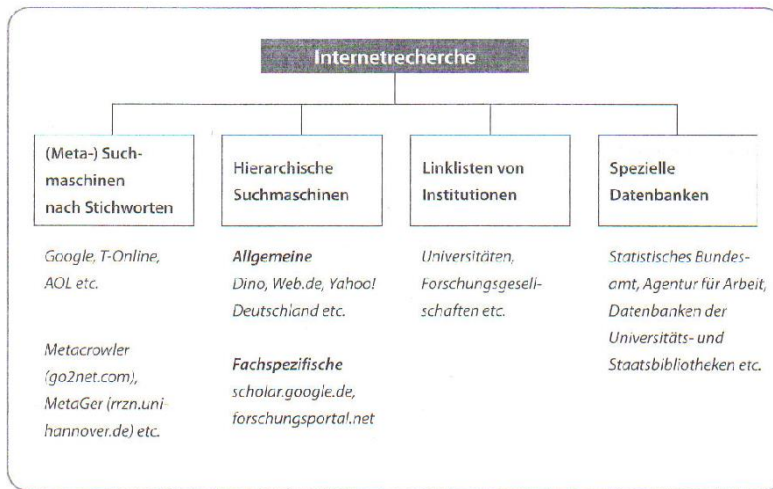 Internetrecherche
(Meta-) Such-
maschinen
nach Stichworten
Google, T-Online,
AOL etc.
Metacrowler
(go2net.com),
MetaGer (rrzn.uni-
hannover.de) etc.
Hierarchische
Suchmaschinen
Allgemeine
Dino, Web.de, Yahoo!
Deutschland etc.
Fachspezifische
scholar.google.de,
forschungsportal.net
Linklisten von
Institutionen
Universitäten,
Forschungsgesell-
schaften etc.
Spezielle
Datenbanken
Statistisches Bundes-
amt, Agentur für Arbeit,
Datenbanken der
Universitäts- und
Staatsbibliotheken etc.